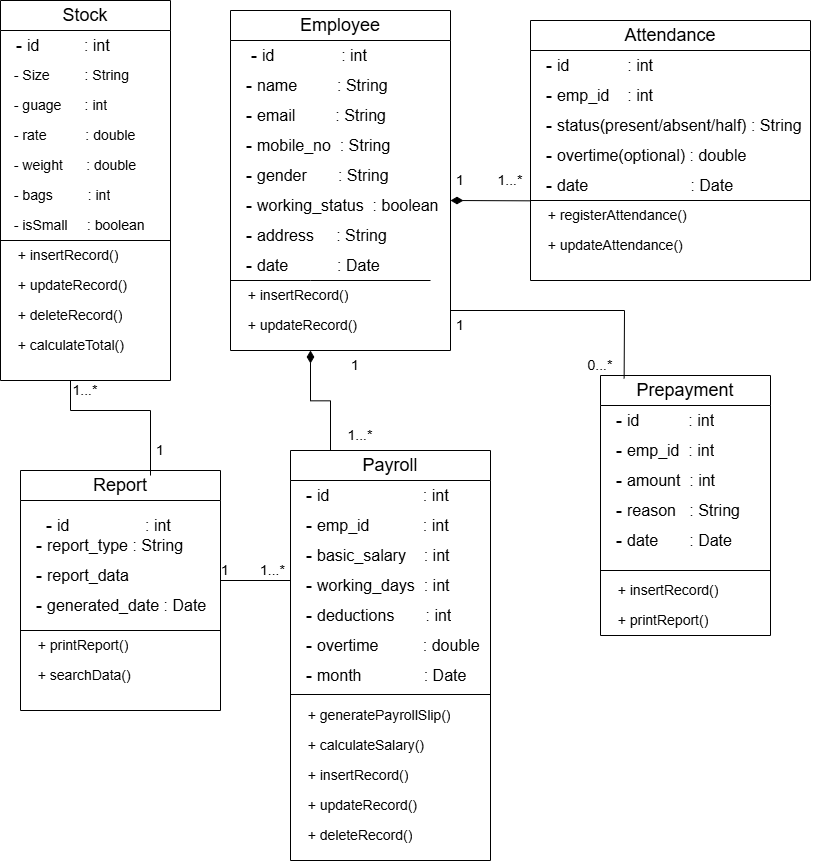 Stock
- id : int
- Size : String
- guage : int
- rate : double
- weight : double
- bags : int
- isSmall : boolean
+ insertRecord()
+ updateRecord()
+ deleteRecord()
+ calculateTotal()
1...*
1
Employee
- id : int
- name : String
- email : String
- mobile_no : String
- gender : String
- working_status : boolean
- address : String
- date : Date
+ insertRecord()
+ updateRecord()
1
1...*
Attendance
- id : int
- emp_id : int
- status(present/absent/half) : String
- overtime(optional) : double
- date : Date
+ registerAttendance()
+ updateAttendance()
1
0...*
Prepayment
- id : int
- emp_id : int
- amount : int
- reason : String
- date : Date
+ insertRecord()
+ printReport()
1
1...*
Report
- id : int
- report_type : String
- report_data
- generated_date : Date
+ printReport()
+ searchData()
1
1...*
Payroll
- id : int
- emp_id : int
- basic_salary : int
- working_days : int
- deductions : int
- overtime : double
- month : Date
+ generatePayrollSlip()
+ calculateSalary()
+ insertRecord()
+ updateRecord()
+ deleteRecord()